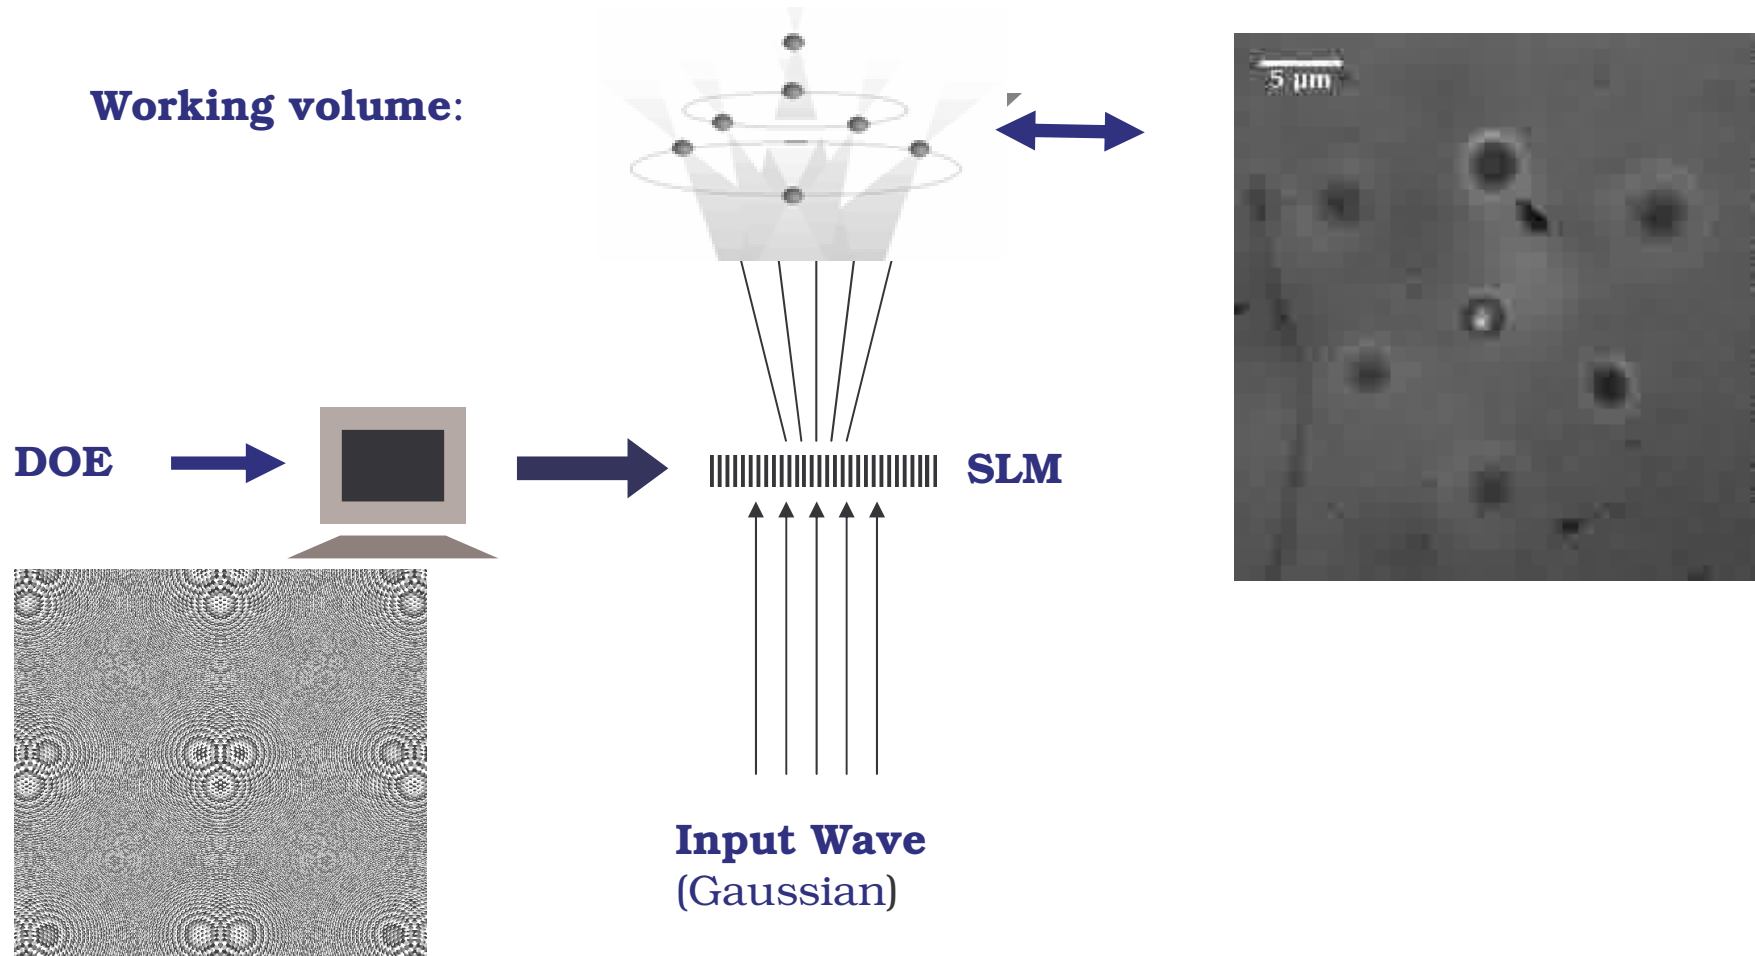 Working volume:
5 µm
DOE
SLM
Input Wave
(Gaussian)